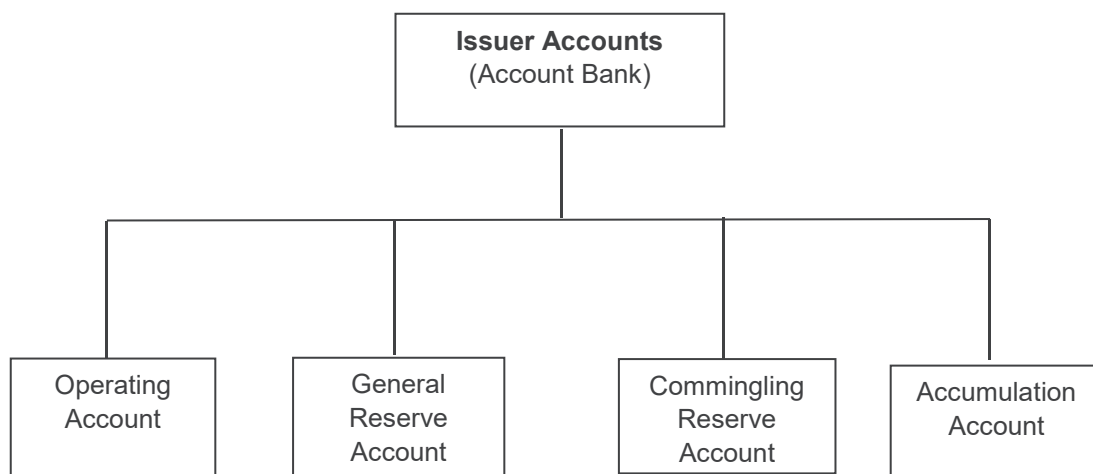 Issuer Accounts
(Account Bank)
Operating
Account
General
Reserve
Account
Commingling
Reserve
Account
Accumulation
Account